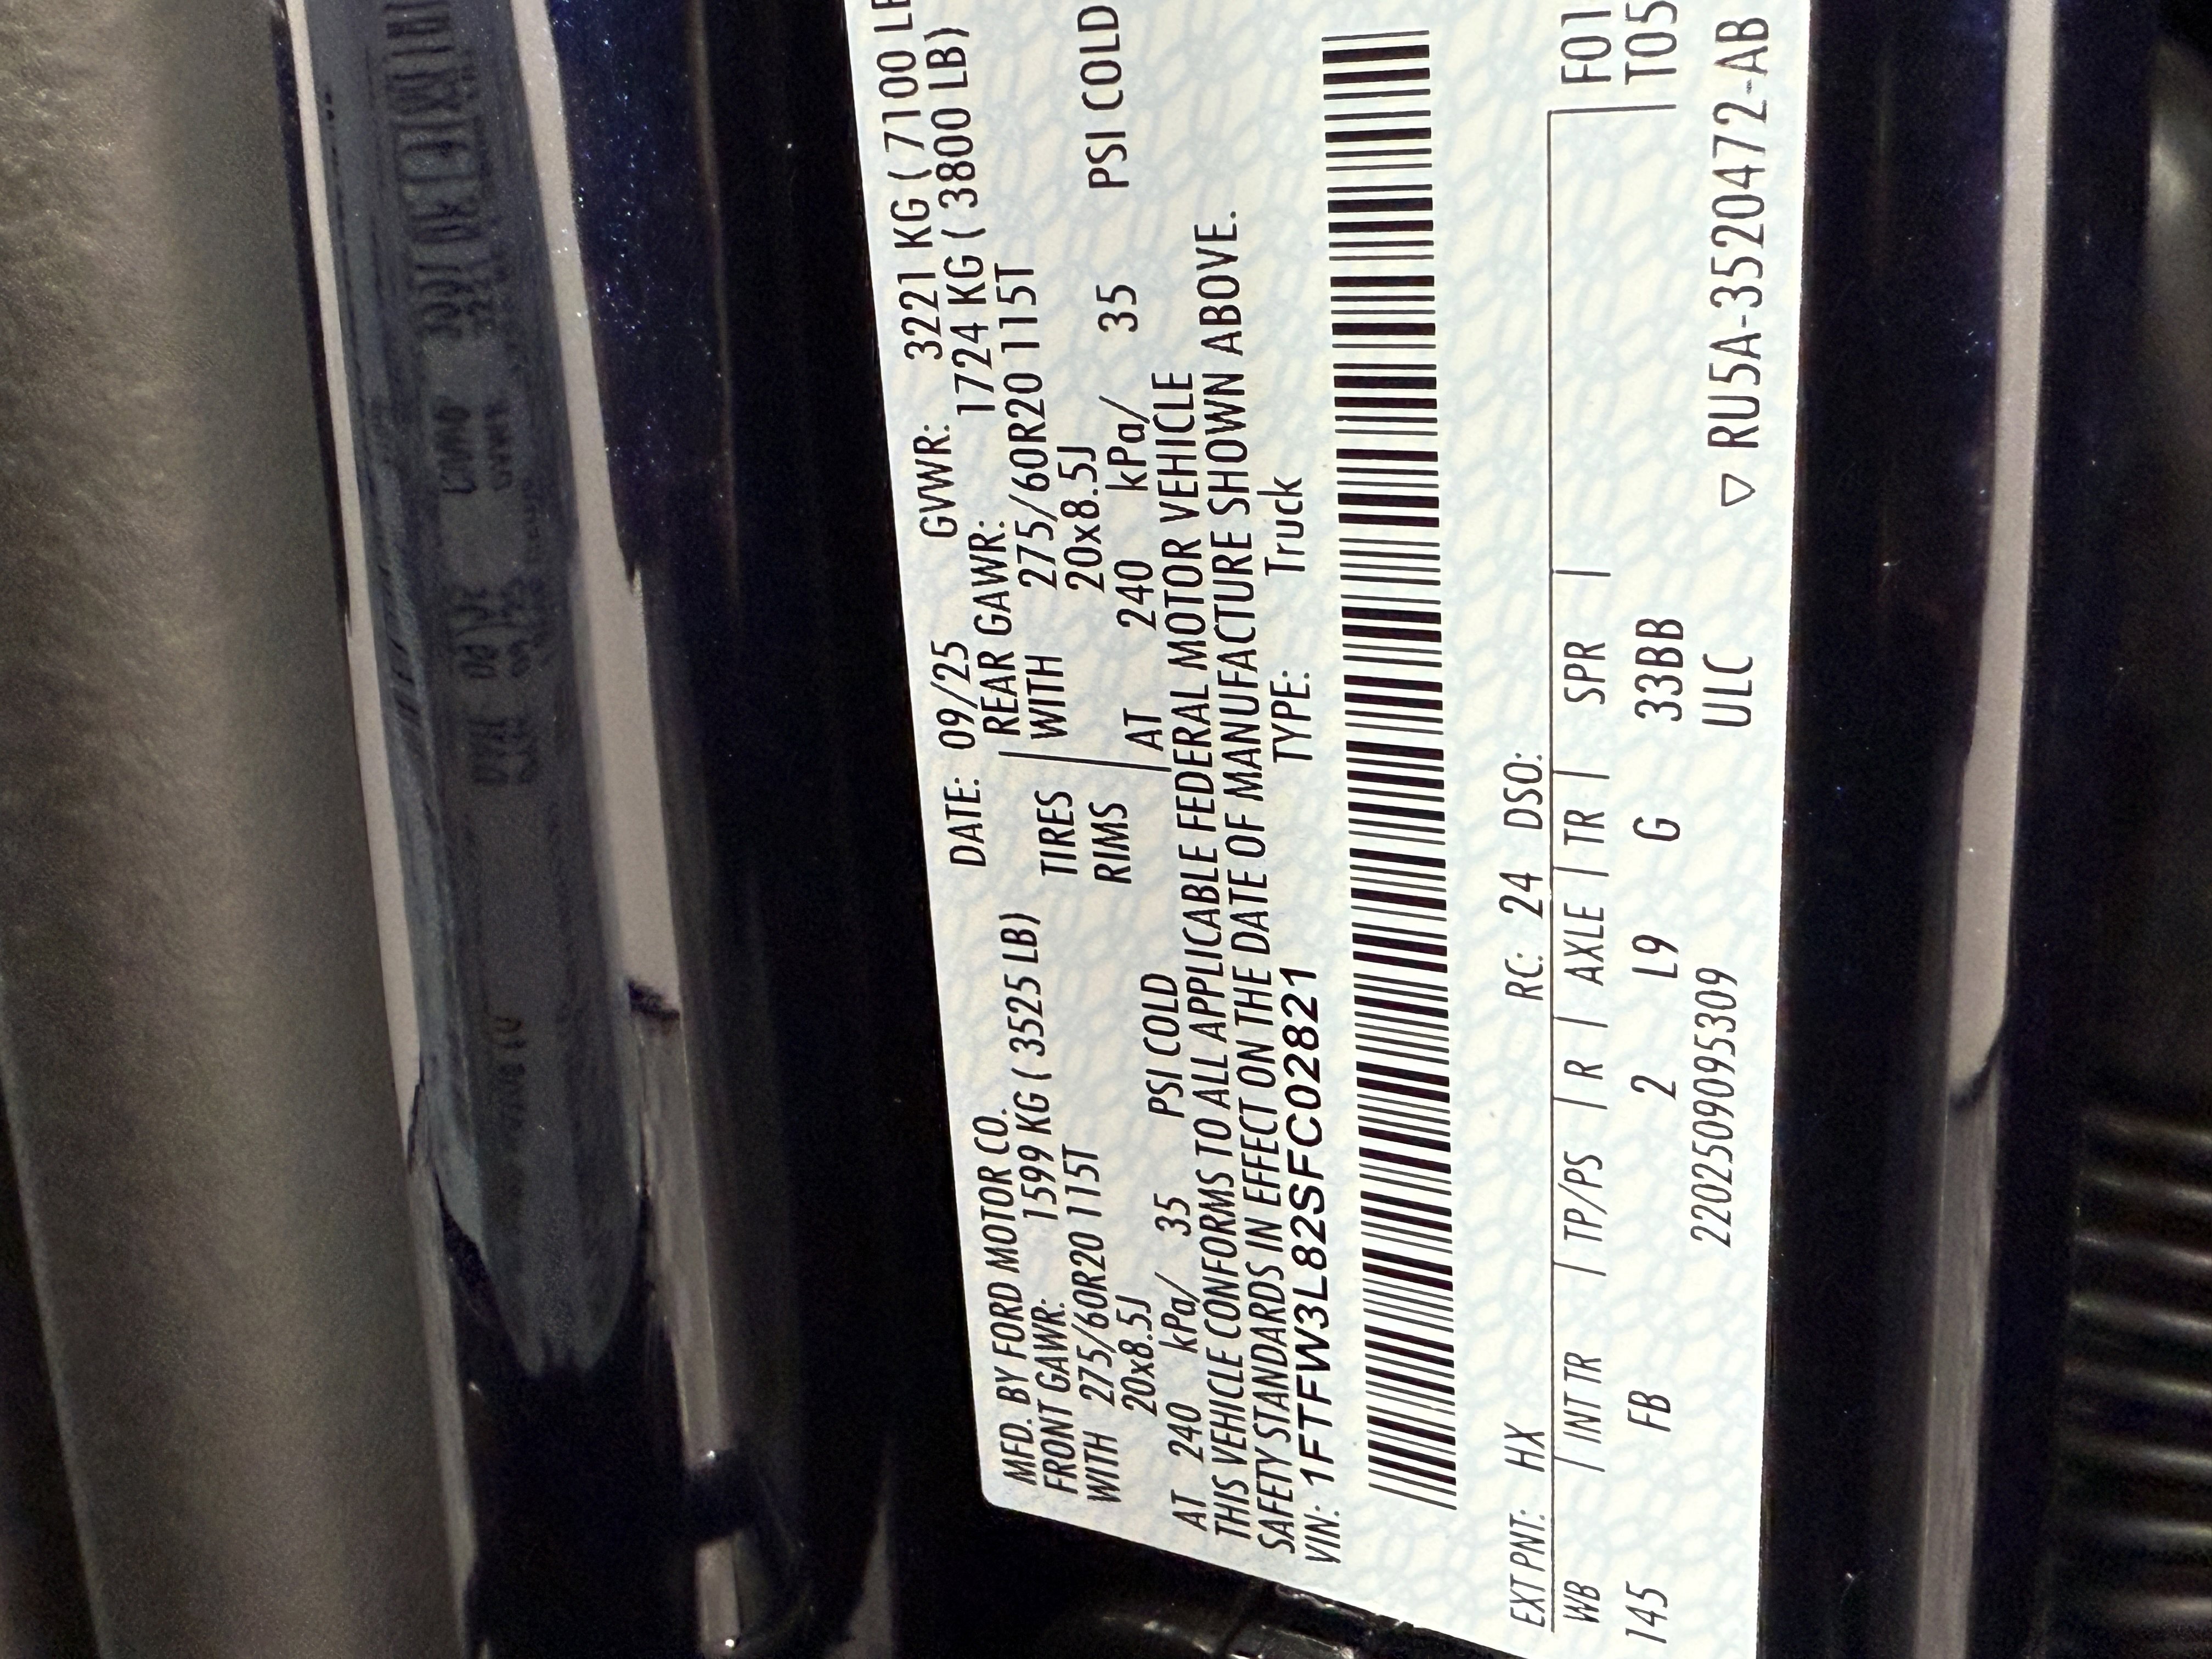 MFD. BY FORD MOTOR CO.
DATE: 09/25 GVWR: 3221 KG ( 7100 LB
FRONT GAWR: 1599 KG ( 3525 LB) REAR GAWR: 1724 KG ( 3800 LB)
WITH 275/60R20 115T TIRES WITH 275/60R20 115T
20x8.5J RIMS 20x8.5J
AT 240 kPa/ 35 PSI COLD AT 240 kPa/ 35 PSI COLD
THIS VEHICLE CONFORMS TO ALL APPLICABLE FEDERAL MOTOR VEHICLE
SAFETY STANDARDS IN EFFECT ON THE DATE OF MANUFACTURE SHOWN ABOVE.
VIN: 1FTFW3L82SFC02821 TYPE: Truck
EXT PNT: HX RC: 24 DSO:
WB | INT TR | TP/PS | R | AXLE | TR | SPR | F01
145 FB 2 L9 G 33BB T05
2202509095309 ULC
▽ RU5A-3520472-AB